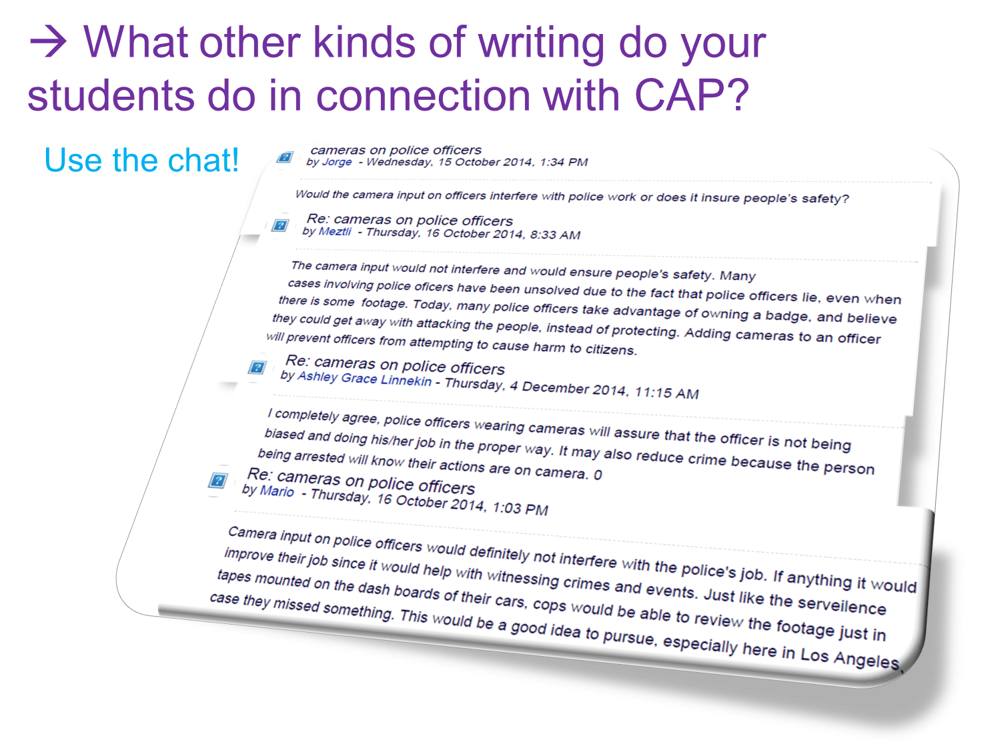 → What other kinds of writing do your
students do in connection with CAP?
Use the chat!
cameras on police officers
by Jorge - Wednesday, 15 October 2014, 1:34 PM
Would the camera input on officers interfere with police work or does it insure people's safety?
Re: cameras on police officers
by Meztli - Thursday, 16 October 2014, 8:33 AM
The camera input would not interfere and would ensure people's safety. Many
cases involving police oficers have been unsolved due to the fact that police officers lie, even when
there is some footage. Today, many police officers take advantage of owning a badge, and believe
they could get away with attacking the people, instead of protecting. Adding cameras to an officer
will prevent officers from attempting to cause harm to citizens.
Re: cameras on police officers
by Ashley Grace Linnekin - Thursday, 4 December 2014, 11:15 AM
I completely agree, police officers wearing cameras will assure that the officer is not being
biased and doing his/her job in the proper way. It may also reduce crime because the person
being arrested will know their actions are on camera. 0
Re: cameras on police officers
by Mario - Thursday, 16 October 2014, 1:03 PM
Camera input on police officers would definitely not interfere with the police's job. If anything it would
improve their job since it would help with witnessing crimes and events. Just like the serveilence
tapes mounted on the dash boards of their cars, cops would be able to review the footage just in
case they missed something. This would be a good idea to pursue, especially here in Los Angeles,